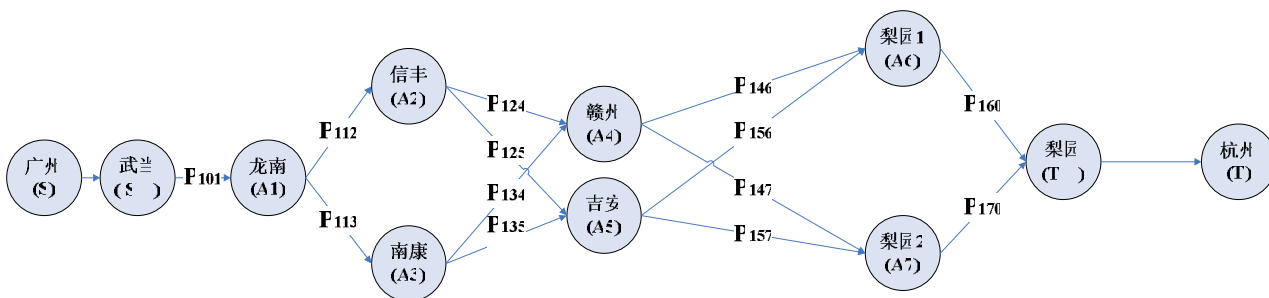 广州
(S)
武当
(S )
P101
龙南
(A1)
P112
P113
信丰
(A2)
南康
(A3)
P124
P125
P134
P135
赣州
(A4)
吉安
(A5)
P146
P156
P147
P157
梨园1
(A6)
梨园2
(A7)
P160
P170
梨园
(T )
杭州
(T)